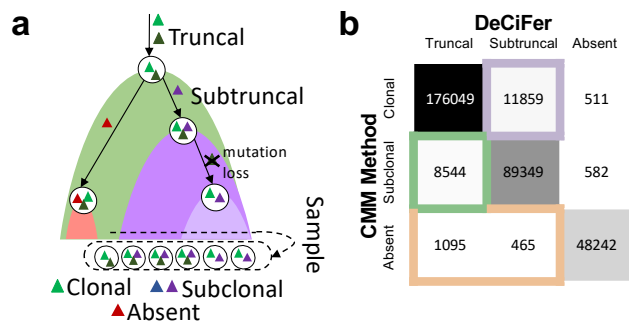 a
Truncal
Subtruncal
mutation
loss
Sample
Clonal
Subclonal
Absent
b
DeCiFer
Truncal Subtruncal Absent
CMM Method
Clonal 176049 11859 511
Subclonal 8544 89349 582
Absent 1095 465 48242